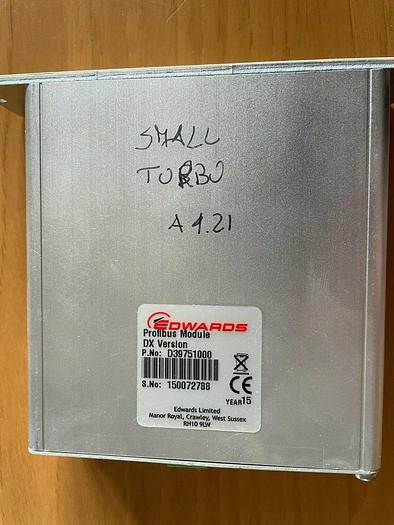 SMALL
TURBO
A 1.21
EDWARDS
Profibus Module
DX Version
P.No: D39751000
S.No: 150072788
YEAR15
Edwards Limited
Manor Royal, Crawley, West Sussex
RH10 9LW